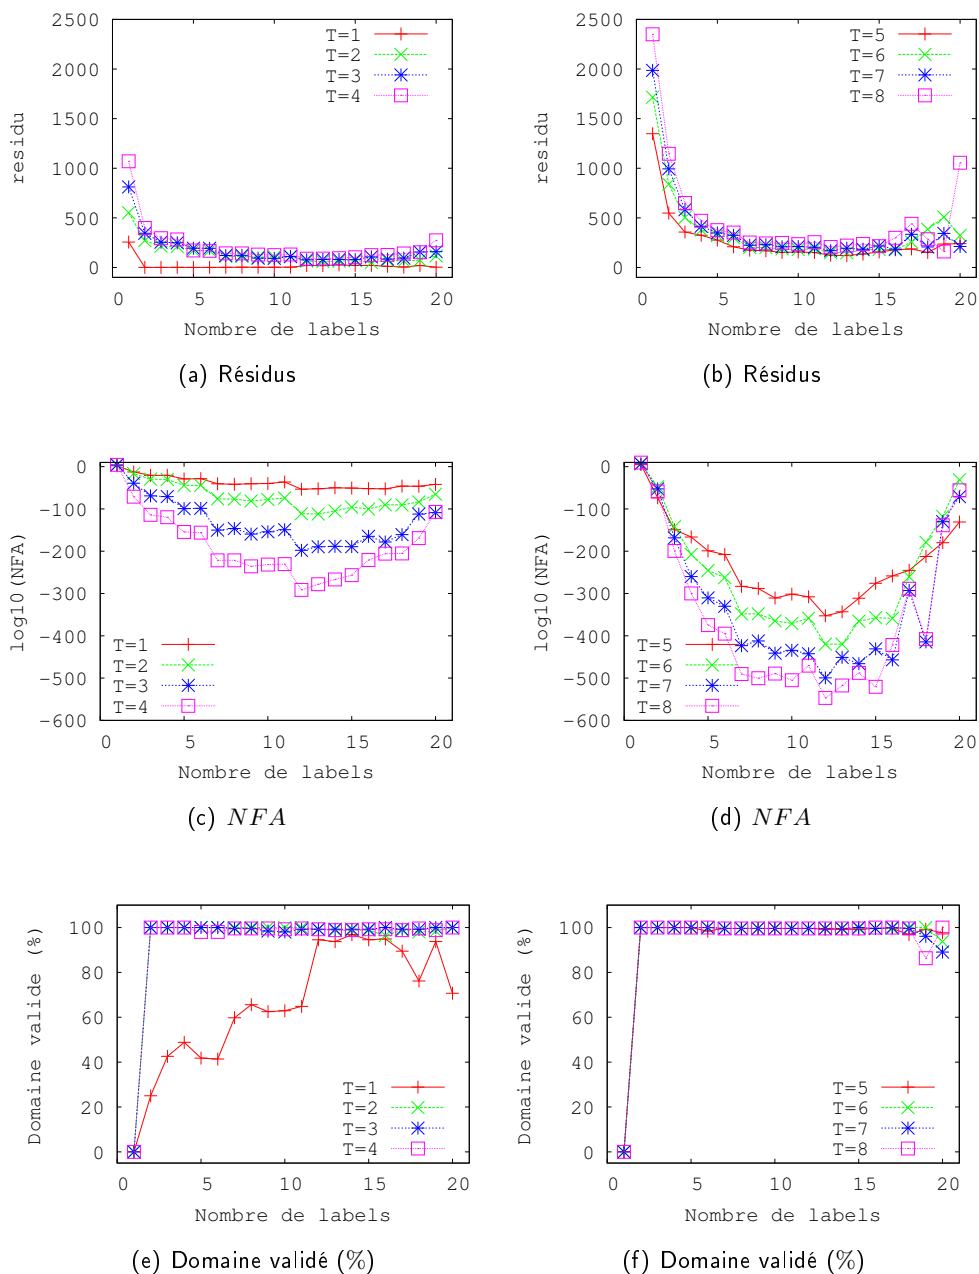 2500
2000
1500
1000
500
0
residu
T=1
T=2
T=3
T=4
0 5 10 15 20
Nombre de labels
(a) Résidus
2500
2000
1500
1000
500
0
residu
T=5
T=6
T=7
T=8
0 5 10 15 20
Nombre de labels
(b) Résidus
0
-100
-200
-300
-400
-500
-600
log10(NFA)
T=1
T=2
T=3
T=4
0 5 10 15 20
Nombre de labels
(c) NFA
0
-100
-200
-300
-400
-500
-600
log10(NFA)
T=5
T=6
T=7
T=8
0 5 10 15 20
Nombre de labels
(d) NFA
100
80
60
40
20
0
Domaine valide (%)
T=1
T=2
T=3
T=4
0 5 10 15 20
Nombre de labels
(e) Domaine validé (%)
100
80
60
40
20
0
Domaine valide (%)
T=5
T=6
T=7
T=8
0 5 10 15 20
Nombre de labels
(f) Domaine validé (%)